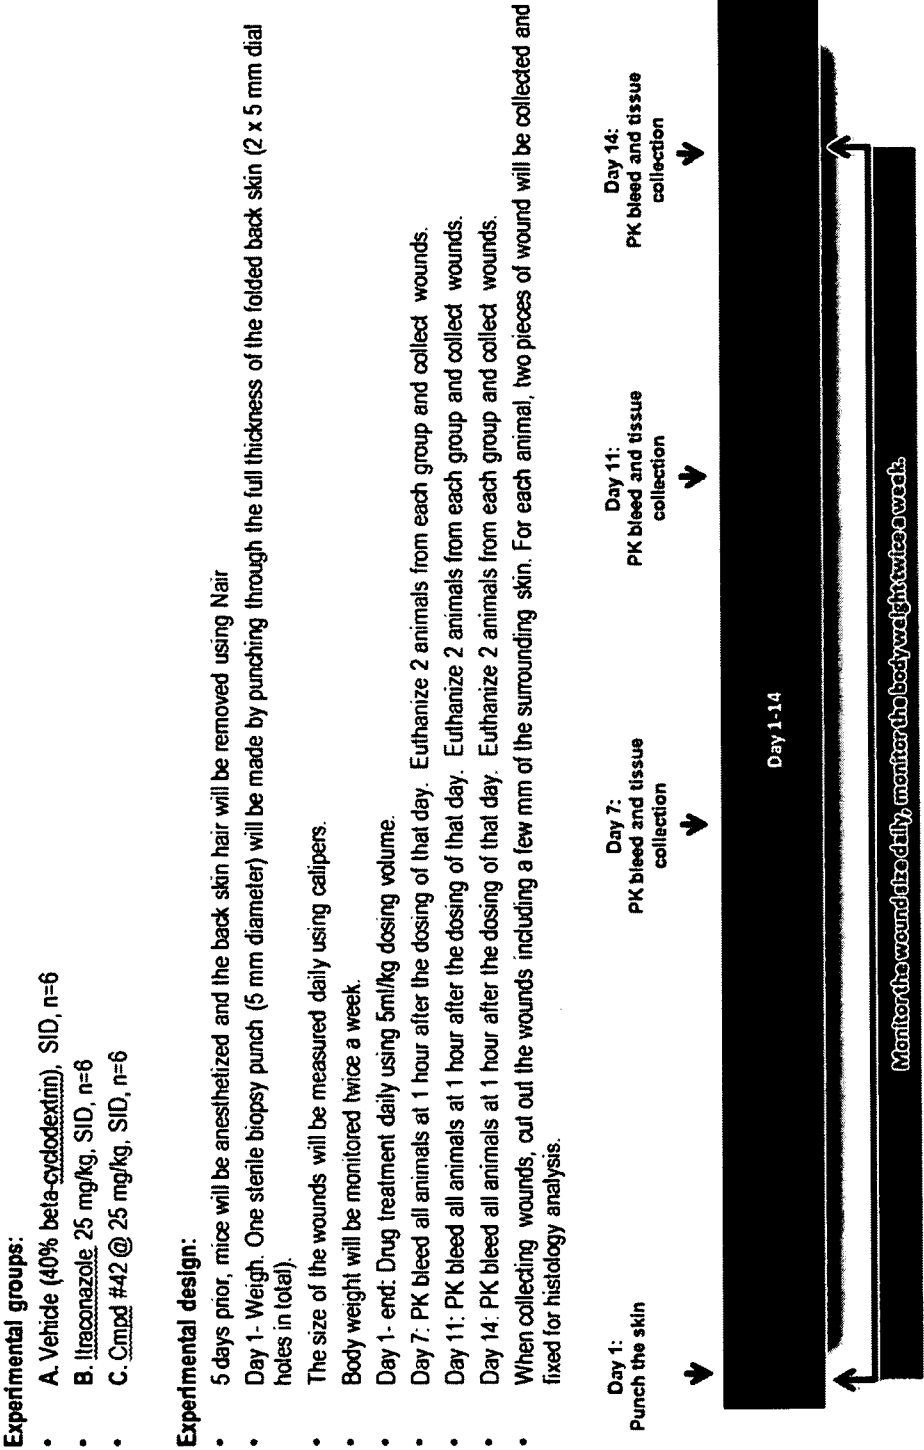 Experimental groups:
• A. Vehicle (40% beta-cyclodextrin), SID, n=6
• B. Itraconazole 25 mg/kg, SID, n=6
• C. Cmpd #42 @ 25 mg/kg, SID, n=6
Experimental design:
• 5 days prior, mice will be anesthetized and the back skin hair will be removed using Nair
• Day 1- Weigh. One sterile biopsy punch (5 mm diameter) will be made by punching through the full thickness of the folded back skin (2 x 5 mm dial
holes in total).
• The size of the wounds will be measured daily using calipers.
• Body weight will be monitored twice a week.
• Day 1- end: Drug treatment daily using 5ml/kg dosing volume.
• Day 7: PK bleed all animals at 1 hour after the dosing of that day. Euthanize 2 animals from each group and collect wounds.
• Day 11: PK bleed all animals at 1 hour after the dosing of that day. Euthanize 2 animals from each group and collect wounds.
• Day 14: PK bleed all animals at 1 hour after the dosing of that day. Euthanize 2 animals from each group and collect wounds.
• When collecting wounds, cut out the wounds including a few mm of the surrounding skin. For each animal, two pieces of wound will be collected and
fixed for histology analysis.
Day 1:
Punch the skin
Day 7:
PK bleed and tissue
collection
Day 11:
PK bleed and tissue
collection
Day 14:
PK bleed and tissue
collection
Day 1-14
Monitor the wound size daily, monitor the body weight twice a week.